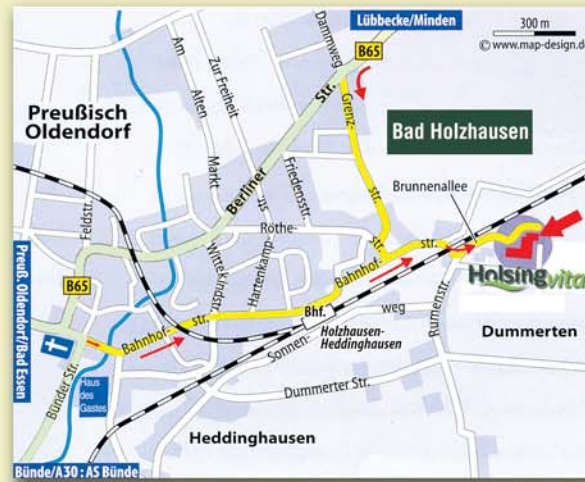 Lübbecke/Minden
300 m
© www.map-design.de
B65
Dammweg
Am
Alten
Markt
Zur Freiheit
Str.
Berliner
Preußisch
Oldendorf
Grenz-
str.
Bad Holzhausen
Friedensstr.
Brunnenallee
Feldstr.
Röthe-
Hartenkamp
Wittekindstr.
str.
Bahnhof-
Holsing vital
Preuß. Oldendorf/Bad Essen
B65
Bhf.
weg
Holzhausen-
Heddinghausen
Dummerten
Bahnhof-
str.
Sonnen-
Bünder Str.
Haus
des
Gastes
Dummerter Str.
Heddinghausen
Bünde/A30 : AS Bünde